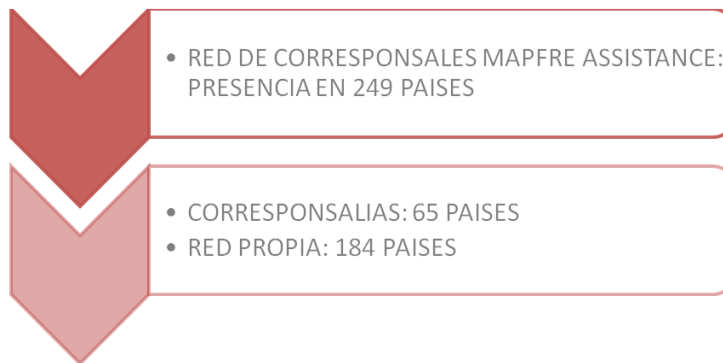 • RED DE CORRESPONSALES MAPFRE ASSISTANCE:
PRESENCIA EN 249 PAISES
• CORRESPONSALIAS: 65 PAISES
• RED PROPIA: 184 PAISES